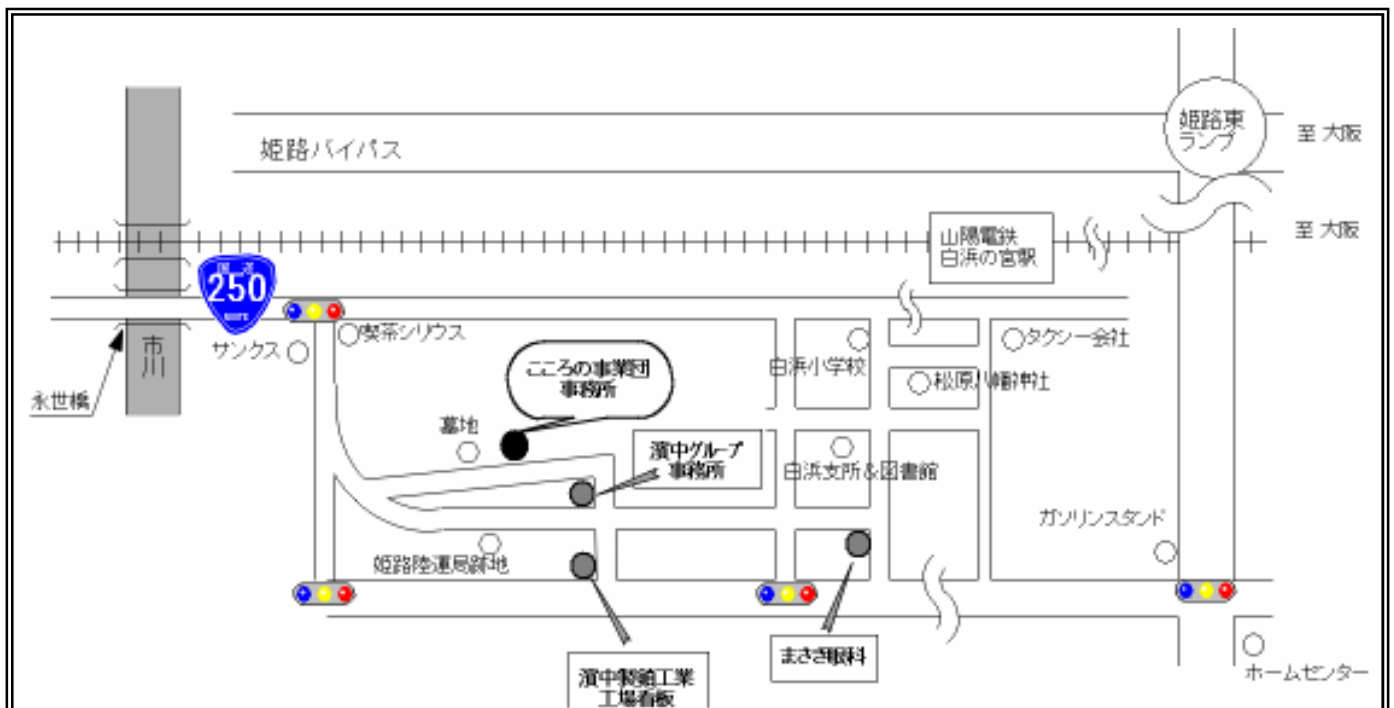 姫路東
ランプ
至 大阪
姫路バイパス
山陽電鉄
白浜の宮駅
至 大阪
国道
250
ROUTE
喫茶シリウス
サンクス
市川
永世橋
こころの事業団
事務所
白浜小学校
タクシー会社
松原八幡神社
墓地
濱中グループ
事務所
白浜支所&図書館
ガソリンスタンド
姫路陸運局跡地
まさき眼科
濱中製鎖工業
工場看板
ホームセンター